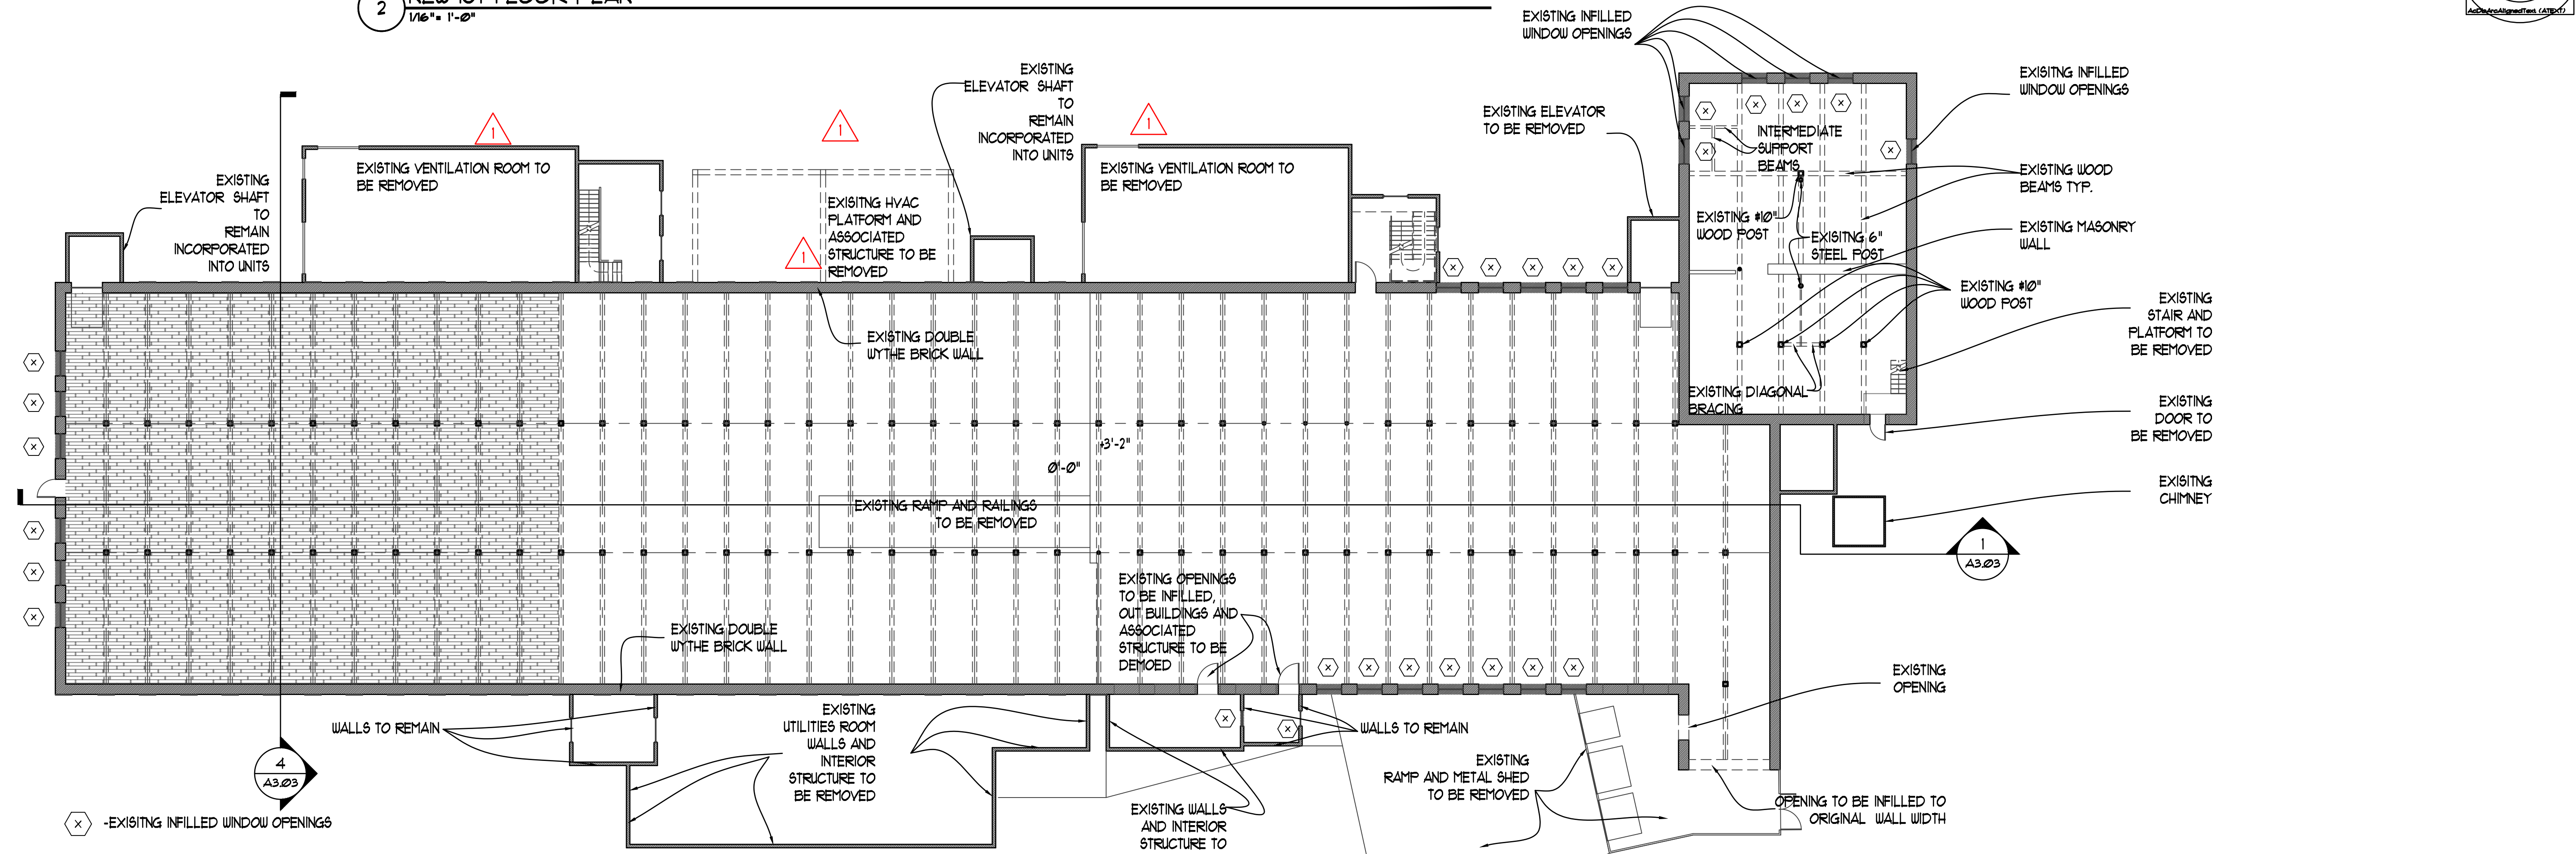 2
1/16"= 1'-0"
AcDbArcAlignedText (ATEXT)
EXISTING INFILLED
WINDOW OPENINGS
EXISITNG INFILLED
WINDOW OPENINGS
EXISTING
ELEVATOR SHAFT
TO
REMAIN
INCORPORATED
INTO UNITS
EXISTING ELEVATOR
TO BE REMOVED
1
1
1
1
EXISTING VENTILATION ROOM TO
BE REMOVED
EXISTING VENTILATION ROOM TO
BE REMOVED
EXISTING
ELEVATOR SHAFT
TO
REMAIN
INCORPORATED
INTO UNITS
EXISITNG HVAC
PLATFORM AND
ASSOCIATED
STRUCTURE TO BE
REMOVED
X
X
X
X
X
X
INTERMEDIATE
SUPPORT
BEAMS
EXISTING WOOD
BEAMS TYP.
EXISTING #10"
WOOD POST
EXISITNG 6"
STEEL POST
EXISTING MASONRY
WALL
EXISTING #10"
WOOD POST
X
X
X
X
X
EXISTING
STAIR AND
PLATFORM TO
BE REMOVED
EXISTING DOUBLE
WYTHE BRICK WALL
EXISTING DIAGONAL
BRACING
EXISTING
DOOR TO
BE REMOVED
X
X
X
X
X
X
+3'-2"
0'-0"
EXISITNG
CHIMNEY
EXISTING RAMP AND RAILINGS
TO BE REMOVED
1
A3.03
EXISTING OPENINGS
TO BE INFILLED,
OUT BUILDINGS AND
ASSOCIATED
STRUCTURE TO BE
DEMOED
EXISTING DOUBLE
WYTHE BRICK WALL
X
X
X
X
X
X
X
EXISTING
OPENING
WALLS TO REMAIN
EXISTING
UTILITIES ROOM
WALLS AND
INTERIOR
STRUCTURE TO
BE REMOVED
X
X
WALLS TO REMAIN
4
A3.03
EXISTING
RAMP AND METAL SHED
TO BE REMOVED
EXISTING WALLS
AND INTERIOR
STRUCTURE TO
OPENING TO BE INFILLED TO
ORIGINAL WALL WIDTH
X
-EXISITNG INFILLED WINDOW OPENINGS